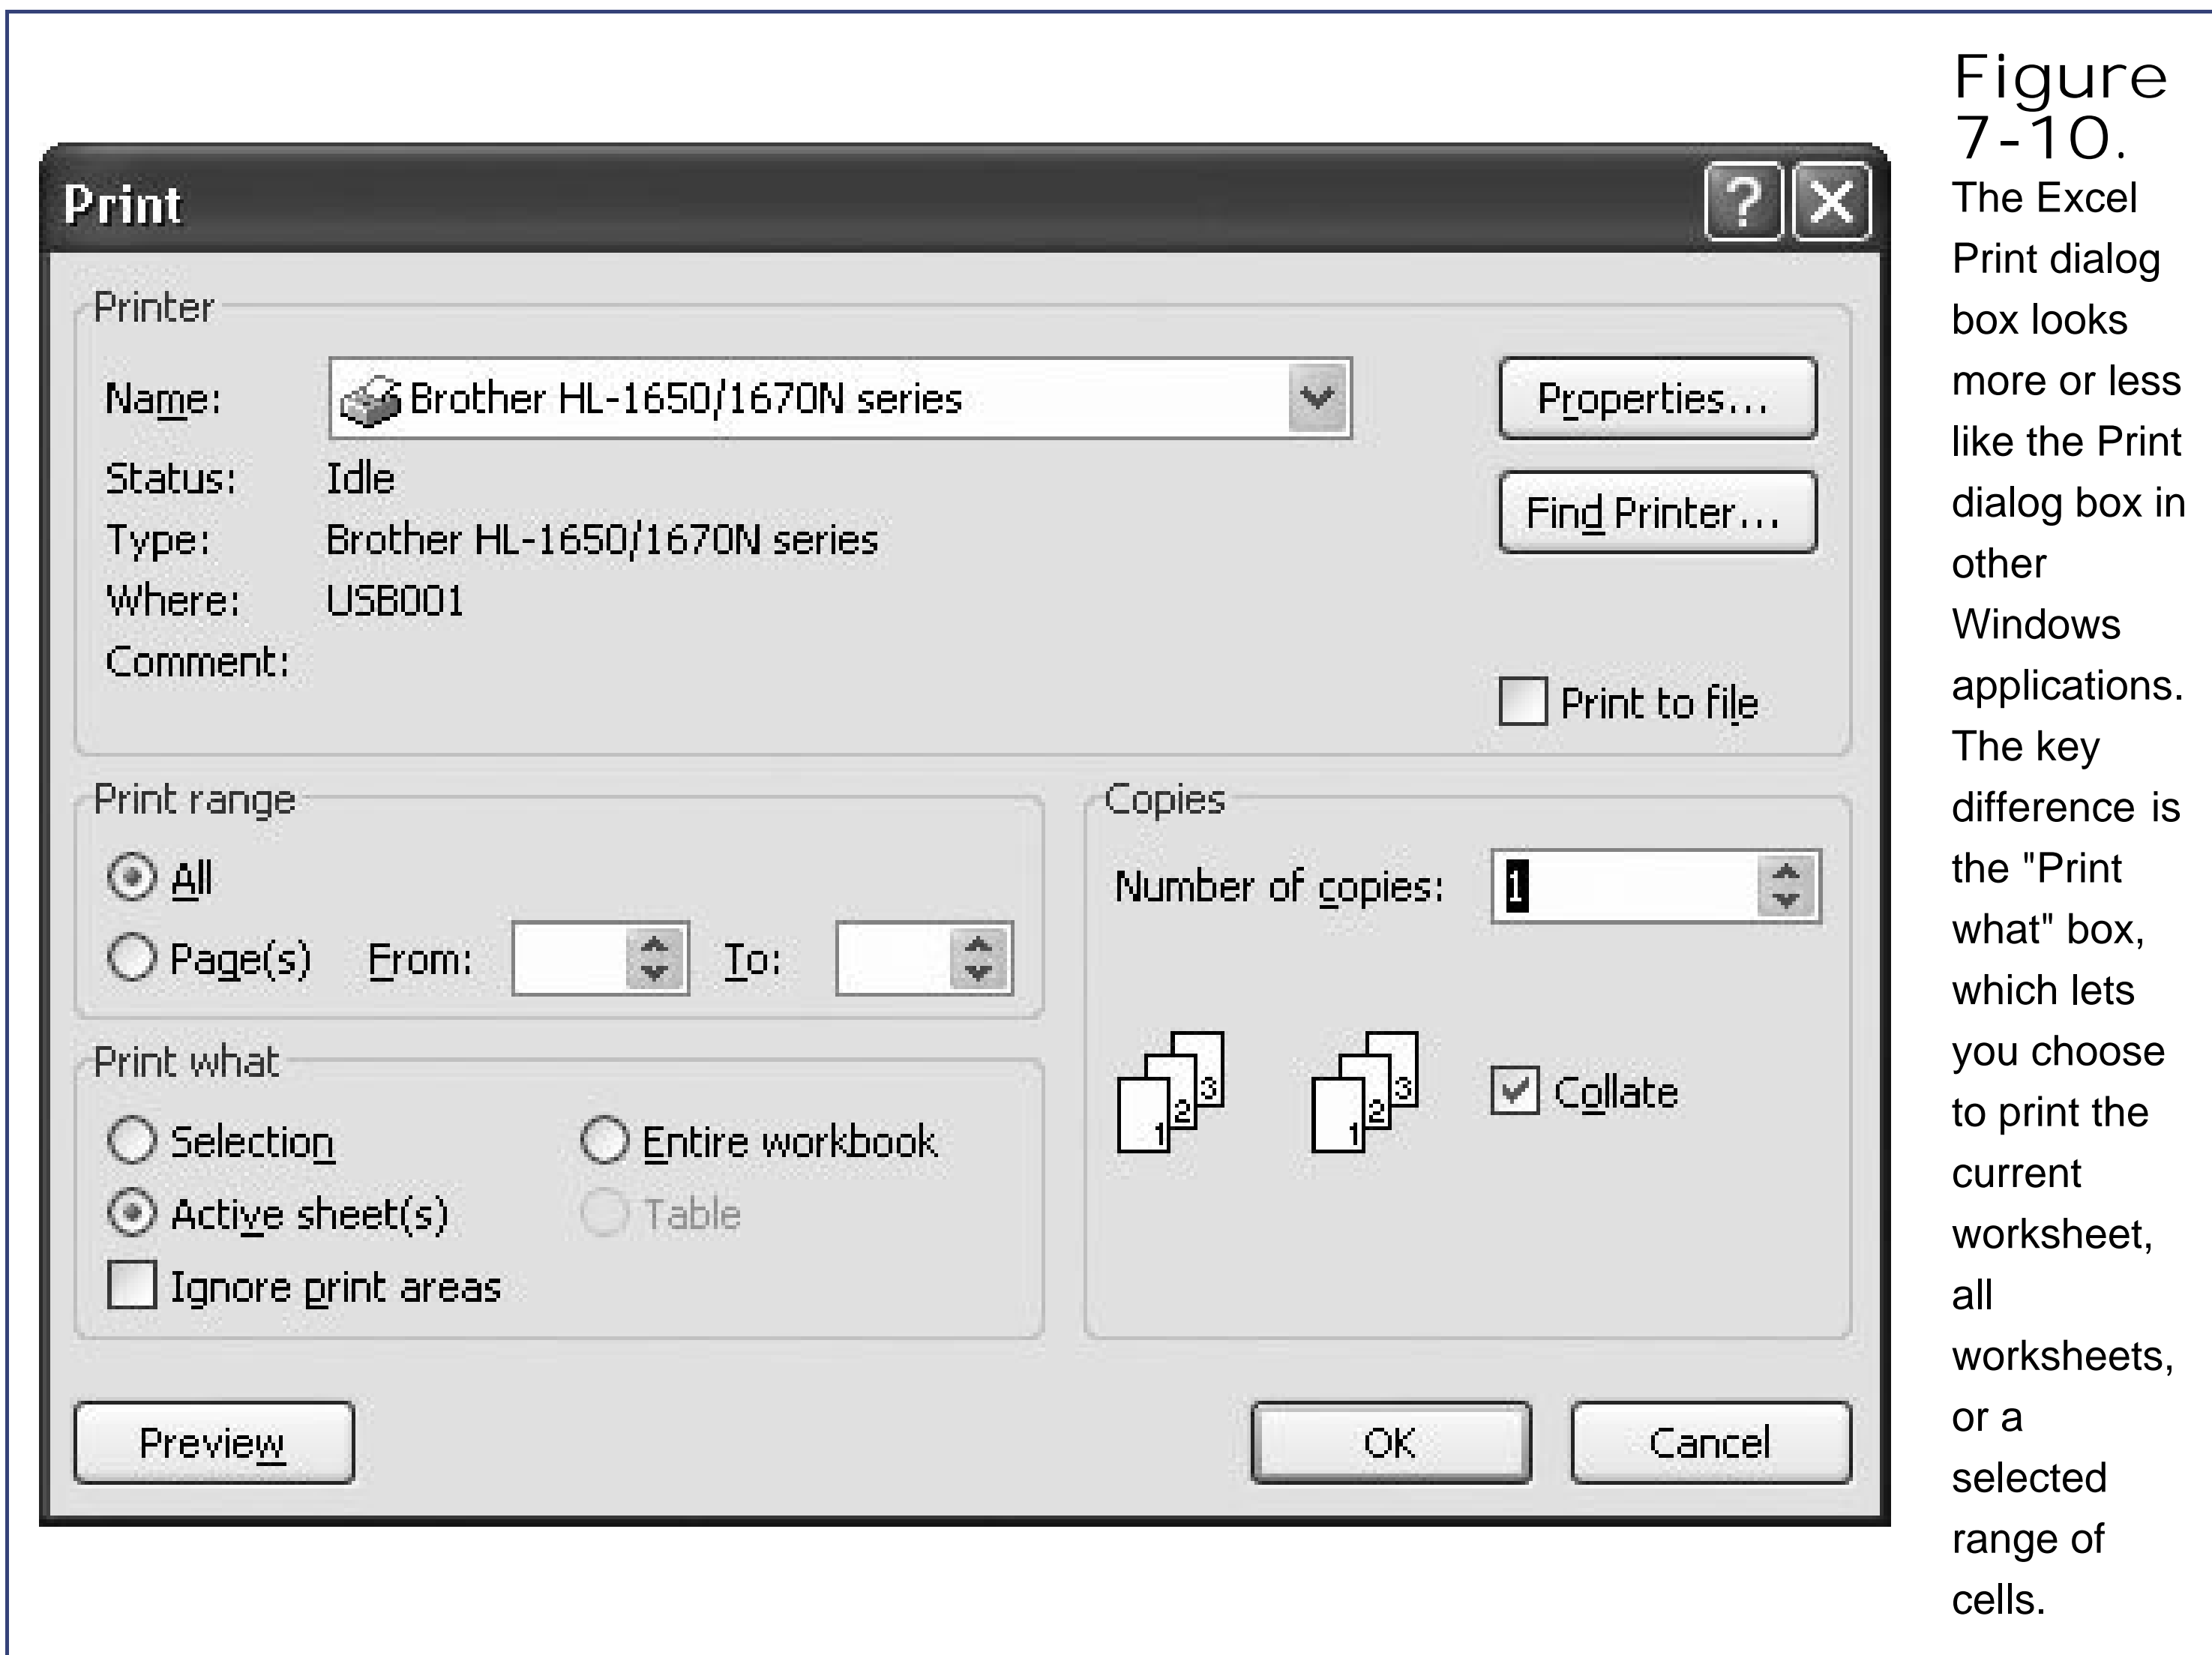 Print
Printer
Name: Brother HL-1650/1670N series
Properties...
Status: Idle
Find Printer...
Type: Brother HL-1650/1670N series
Where: USB001
Comment:
Print to file
Print range
All
Page(s) From: To:
Copies
Number of copies: 1
1 2 3 1 2 3
Collate
Print what
Selection Entire workbook
Active sheet(s) Table
Ignore print areas
Preview OK Cancel
Figure
7-10.
The Excel
Print dialog
box looks
more or less
like the Print
dialog box in
other
Windows
applications.
The key
difference is
the "Print
what" box,
which lets
you choose
to print the
current
worksheet,
all
worksheets,
or a
selected
range of
cells.